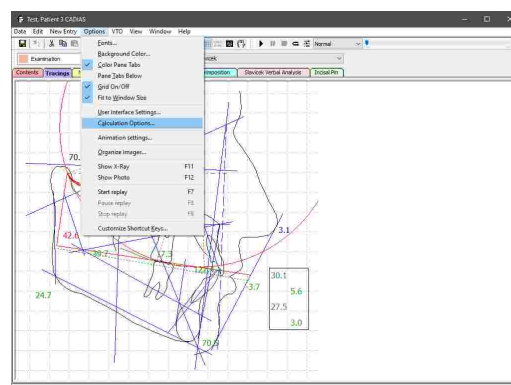 Test, Patient 3 CADIAS
Data Edit New Entry Options VTO View Window Help
Normal
Examination
Contents Tracings
Slavicek Verbal Analysis Incisal Pin
Fonts...
Background Color...
Color Pane Tabs
Pane Tabs Below
Grid On/Off
Fit to Window Size
User Interface Settings...
Calculation Options...
Animation settings...
Organize Images...
Show X-Ray F11
Show Photo F12
Start replay F7
Pause replay F8
Stop replay
Customize Shortcut Keys...
70.
42.6
3.1
37.3
24.7
-3.7
30.1
5.6
27.5
3.0
70.5